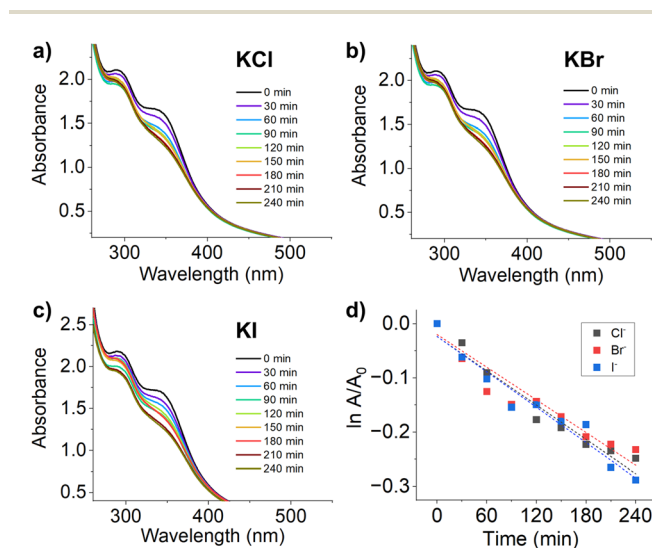 a)
KCl
Absorbance
2.0
1.5
1.0
0.5
0 min
30 min
60 min
90 min
120 min
150 min
180 min
210 min
240 min
300
400
500
Wavelength (nm)
b)
KBr
Absorbance
2.0
1.5
1.0
0.5
0 min
30 min
60 min
90 min
120 min
150 min
180 min
210 min
240 min
300
400
500
Wavelength (nm)
c)
KI
Absorbance
2.5
2.0
1.5
1.0
0.5
0 min
30 min
60 min
90 min
120 min
150 min
180 min
210 min
240 min
300
400
500
Wavelength (nm)
d)
ln A/A₀
0.0
−0.1
−0.2
−0.3
Cl⁻
Br⁻
I⁻
0
60
120
180
240
Time (min)